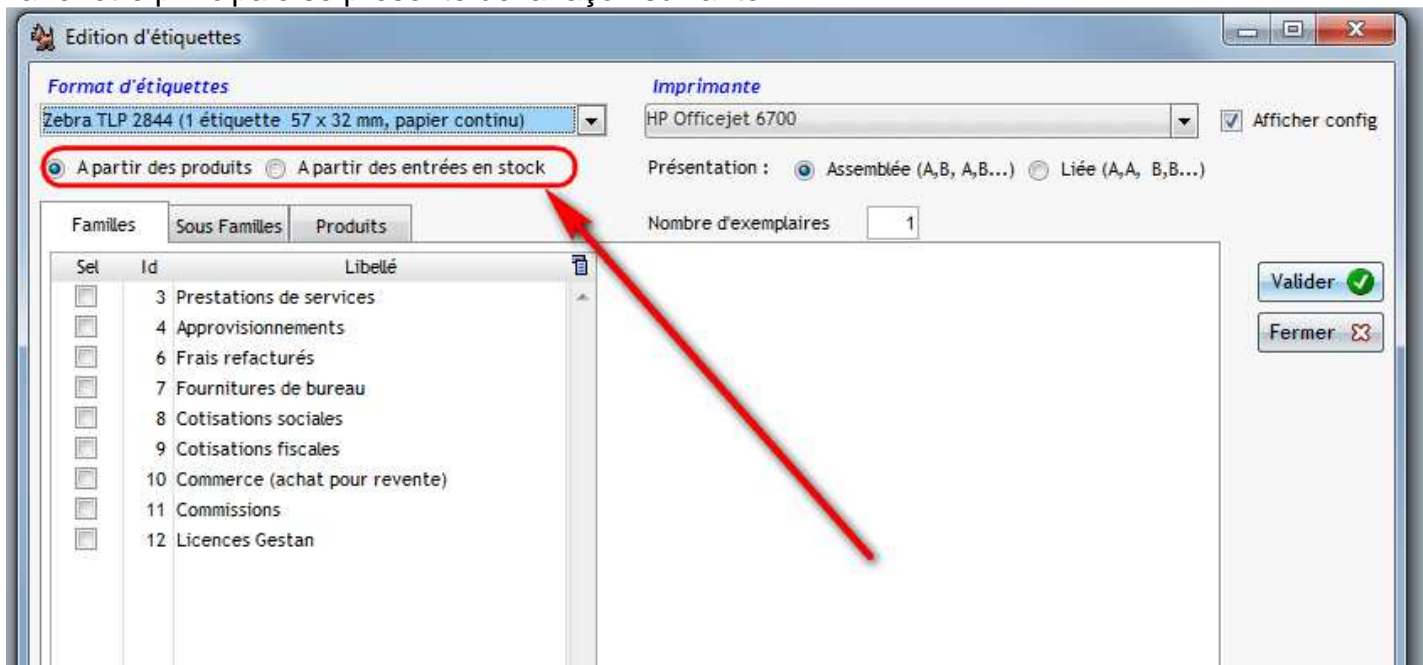 Edition d'étiquettes
Format d'étiquettes
Imprimante
Zebra TLP 2844 (1 étiquette 57 x 32 mm, papier continu)
HP Officejet 6700
Afficher config
A partir des produits
A partir des entrées en stock
Présentation :
Assemblée (A,B, A,B...)
Liée (A,A, B,B...)
Familles
Sous Familles
Produits
Nombre d'exemplaires
1
Sel Id Libellé
3 Prestations de services
4 Approvisionnements
6 Frais refacturés
7 Fournitures de bureau
8 Cotisations sociales
9 Cotisations fiscales
10 Commerce (achat pour revente)
11 Commissions
12 Licences Gestan
Valider
Fermer